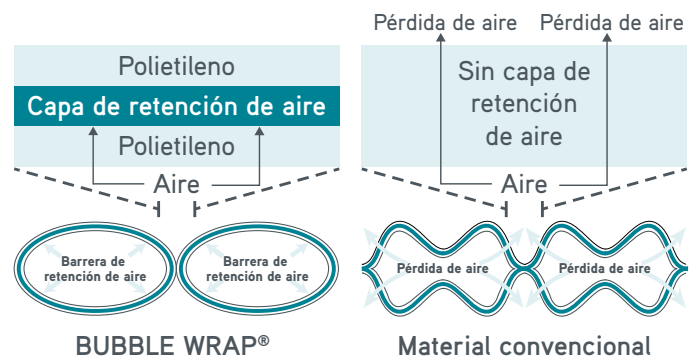 Polietileno
Capa de retención de aire
Polietileno
Aire
Barrera de
retención de aire
Barrera de
retención de aire
BUBBLE WRAP®
Pérdida de aire
Pérdida de aire
Sin capa de
retención
de aire
Aire
Pérdida de aire
Pérdida de aire
Material convencional